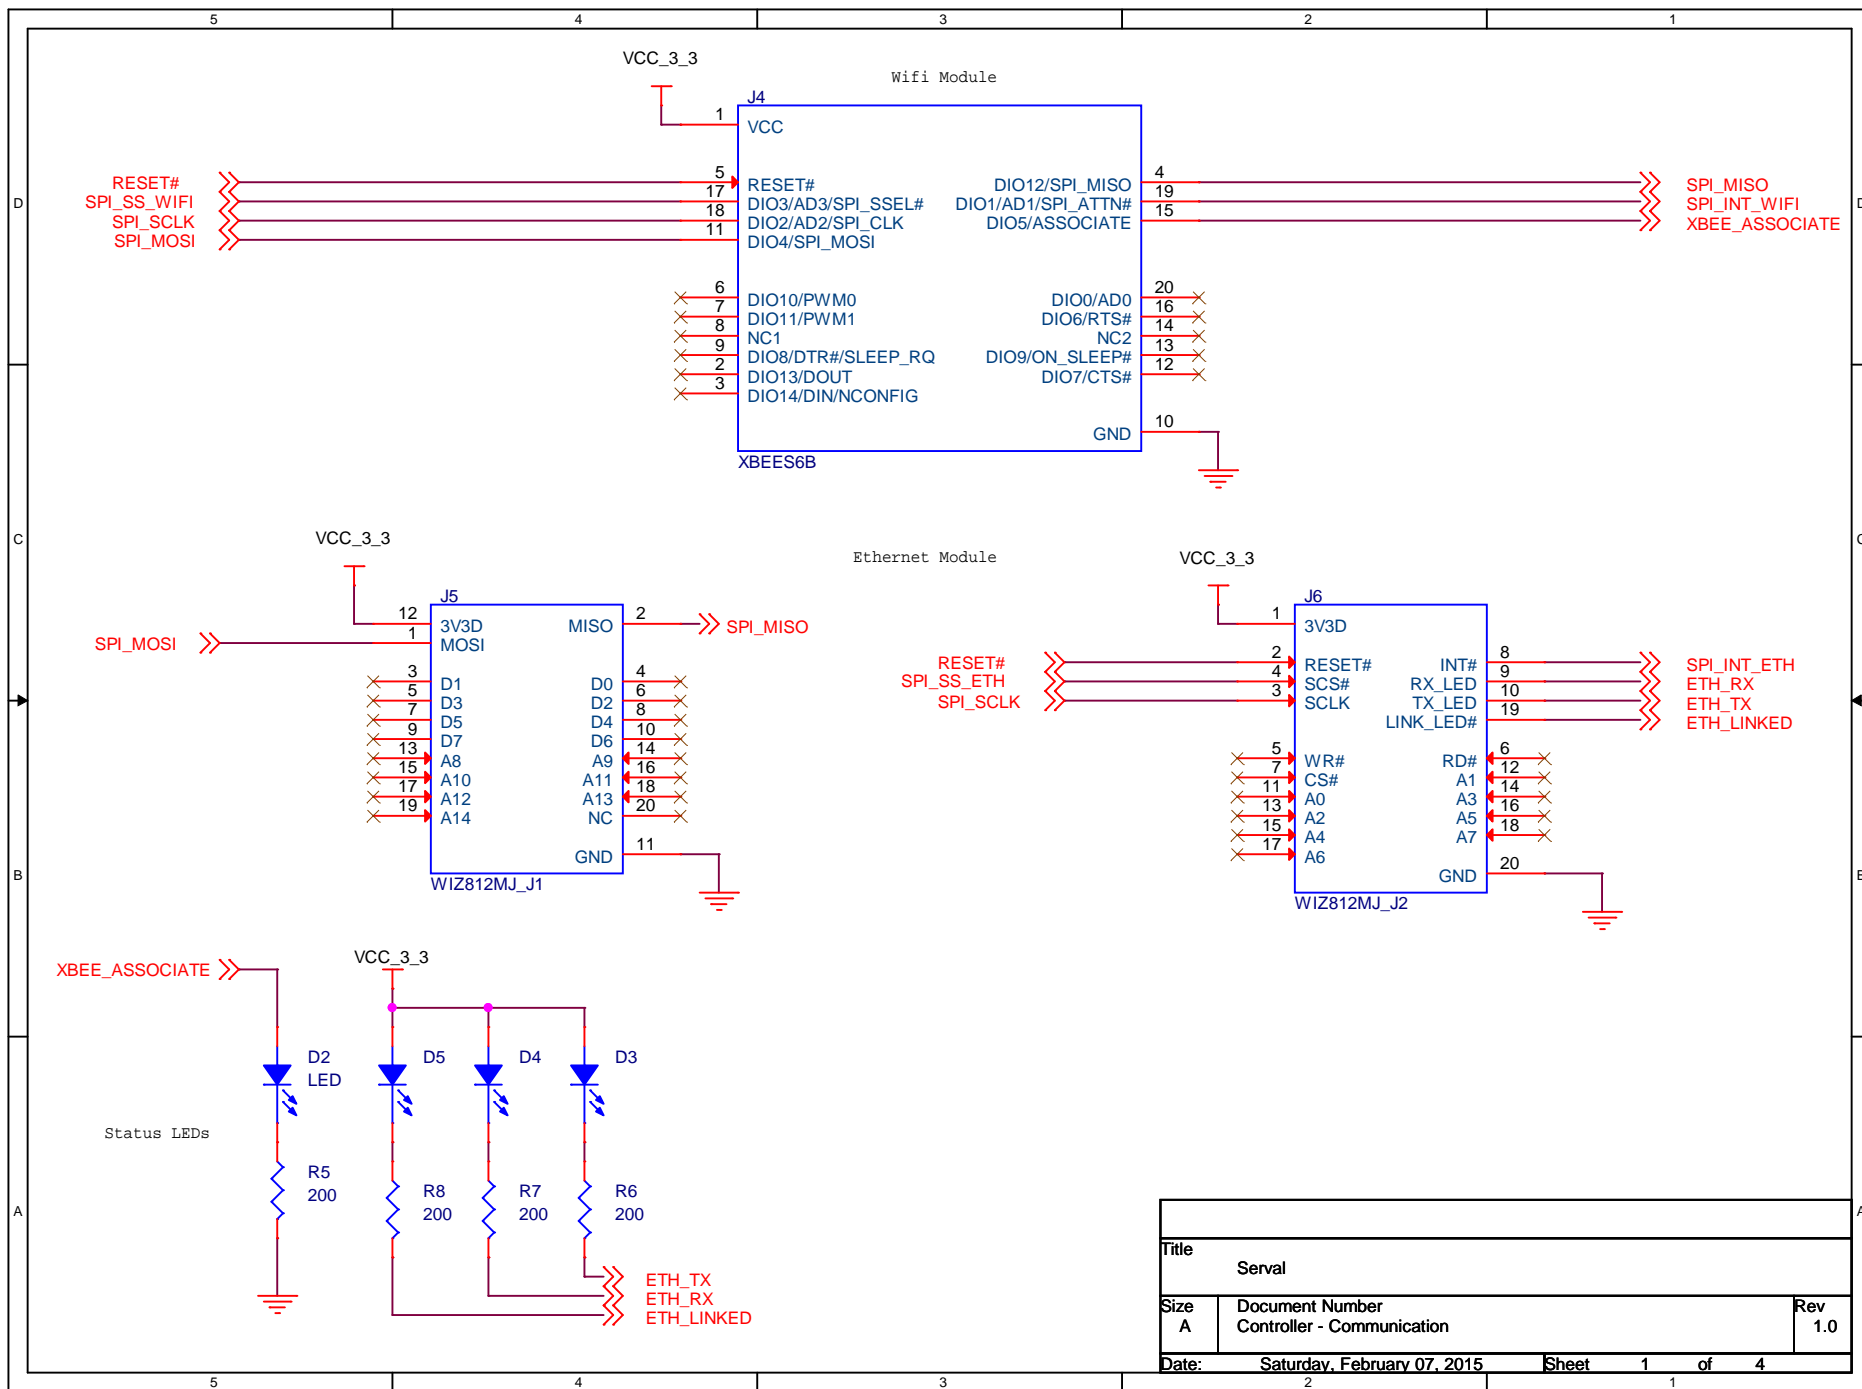 5 4 3 2 1
VCC_3_3
Wifi Module
J4
1 VCC
RESET# 5 RESET# DIO12/SPI_MISO 4 SPI_MISO
SPI_SS_WIFI 17 DIO3/AD3/SPI_SSEL# DIO1/AD1/SPI_ATTN# 19 SPI_INT_WIFI
SPI_SCLK 18 DIO2/AD2/SPI_CLK DIO5/ASSOCIATE 15 XBEE_ASSOCIATE
SPI_MOSI 11 DIO4/SPI_MOSI
D
6 DIO10/PWM0 DIO0/AD0 20
7 DIO11/PWM1 DIO6/RTS# 16
8 NC1 NC2 14
9 DIO8/DTR#/SLEEP_RQ DIO9/ON_SLEEP# 13
2 DIO13/DOUT DIO7/CTS# 12
3 DIO14/DIN/NCONFIG
GND 10
XBEES6B
C
VCC_3_3
Ethernet Module
VCC_3_3
J5
12 3V3D MISO 2 SPI_MISO
SPI_MOSI 1 MOSI
3 D1 D0 4
5 D3 D2 6
7 D5 D4 8
9 D7 D6 10
13 A8 A9 14
15 A10 A11 16
17 A12 A13 18
19 A14 NC 20
GND 11
WIZ812MJ_J1
J6
1 3V3D
RESET# 2 RESET# INT# 8 SPI_INT_ETH
SPI_SS_ETH 4 SCS# RX_LED 9 ETH_RX
SPI_SCLK 3 SCLK TX_LED 10 ETH_TX
LINK_LED# 19 ETH_LINKED
5 WR# RD# 6
7 CS# A1 12
11 A0 A3 14
13 A2 A5 16
15 A4 A7 18
17 A6
GND 20
WIZ812MJ_J2
B
XBEE_ASSOCIATE
VCC_3_3
D2
LED
D5
D4
D3
Status LEDs
R5
200
R8
200
R7
200
R6
200
A
ETH_TX
ETH_RX
ETH_LINKED
Title
Serval
Size Document Number Rev
A Controller - Communication 1.0
Date: Saturday, February 07, 2015 Sheet 1 of 4
5 4 3 2 1